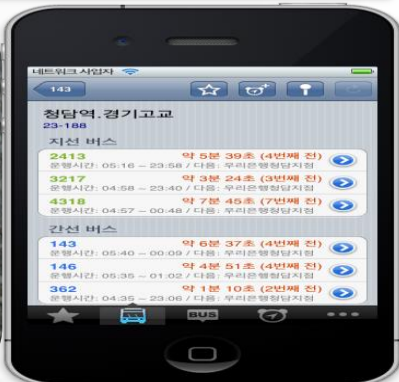 네트워크 사업자
143
청담역.경기고교
23-188
지선 버스
2413 약 5분 39초 (4번째 전)
운행시간: 05:16 ~ 23:58 / 다음: 우리은행청담지점
3217 약 3분 24초 (3번째 전)
운행시간: 04:58 ~ 23:40 / 다음: 우리은행청담지점
4318 약 7분 45초 (7번째 전)
운행시간: 04:57 ~ 00:48 / 다음: 우리은행청담지점
간선 버스
143 약 6분 37초 (4번째 전)
운행시간: 05:40 ~ 00:09 / 다음: 우리은행청담지점
146 약 4분 51초 (4번째 전)
운행시간: 05:35 ~ 01:02 / 다음: 우리은행청담지점
362 약 1분 10초 (2번째 전)
운행시간: 04:35 ~ 23:06 / 다음: 우리은행청담지점
BUS